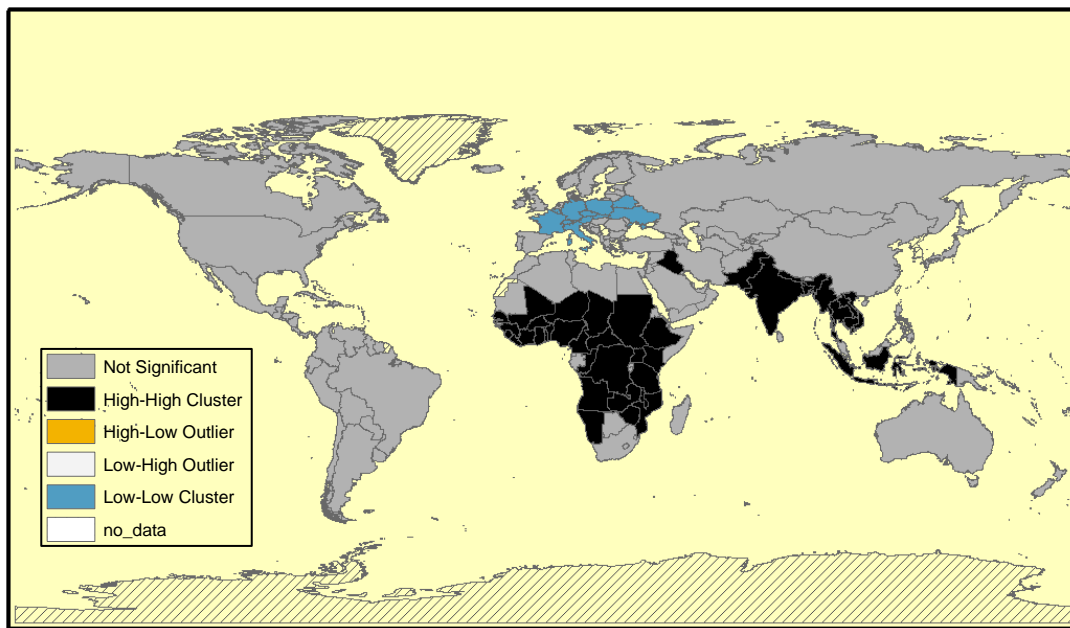 Not Significant
High-High Cluster
High-Low Outlier
Low-High Outlier
Low-Low Cluster
no_data